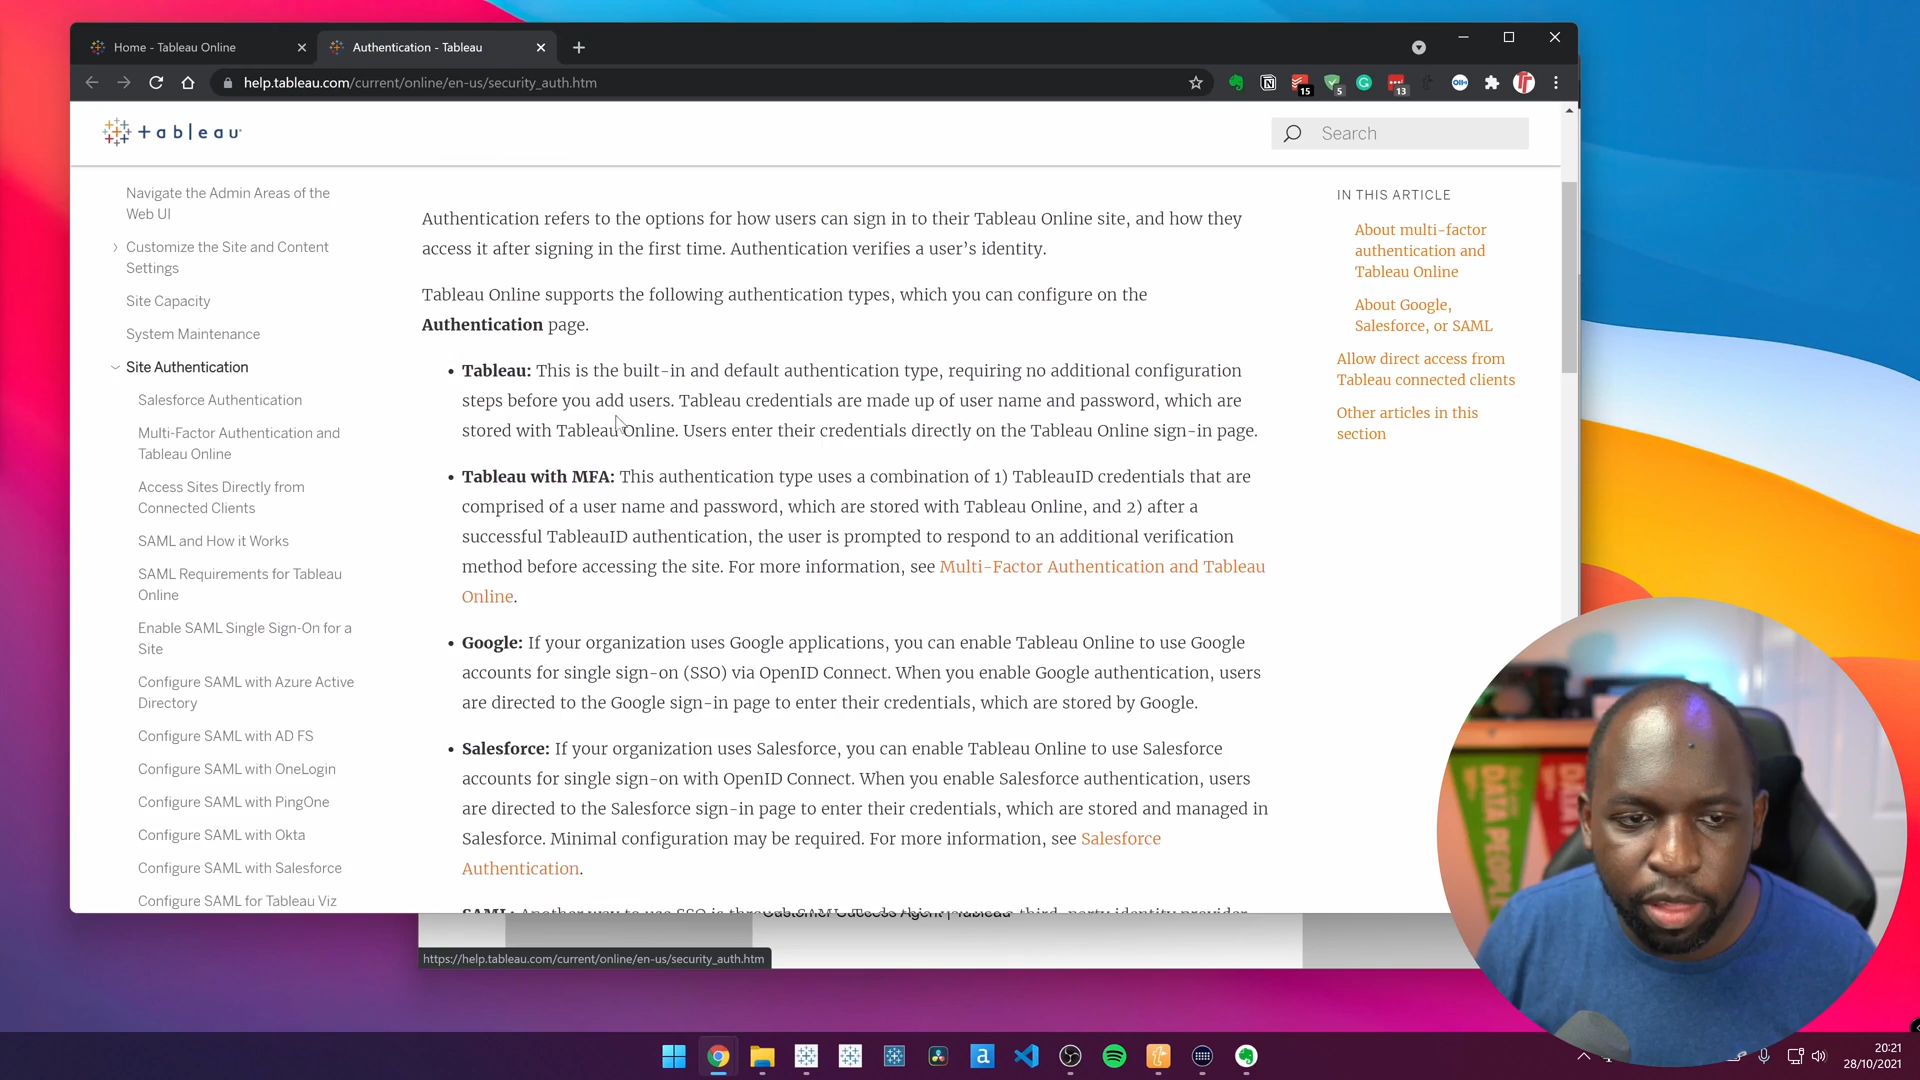 Home - Tableau Online
Authentication - Tableau
help.tableau.com/current/online/en-us/security_auth.htm
15
5
13
+ableau
Search
Navigate the Admin Areas of the
Web UI
Customize the Site and Content
Settings
Site Capacity
System Maintenance
Site Authentication
Salesforce Authentication
Multi-Factor Authentication and
Tableau Online
Access Sites Directly from
Connected Clients
SAML and How it Works
SAML Requirements for Tableau
Online
Enable SAML Single Sign-On for a
Site
Configure SAML with Azure Active
Directory
Configure SAML with AD FS
Configure SAML with OneLogin
Configure SAML with PingOne
Configure SAML with Okta
Configure SAML with Salesforce
Configure SAML for Tableau Viz
Authentication refers to the options for how users can sign in to their Tableau Online site, and how they
access it after signing in the first time. Authentication verifies a user’s identity.
Tableau Online supports the following authentication types, which you can configure on the
Authentication page.
• Tableau: This is the built-in and default authentication type, requiring no additional configuration
steps before you add users. Tableau credentials are made up of user name and password, which are
stored with Tableau Online. Users enter their credentials directly on the Tableau Online sign-in page.
• Tableau with MFA: This authentication type uses a combination of 1) TableauID credentials that are
comprised of a user name and password, which are stored with Tableau Online, and 2) after a
successful TableauID authentication, the user is prompted to respond to an additional verification
method before accessing the site. For more information, see Multi-Factor Authentication and Tableau
Online.
• Google: If your organization uses Google applications, you can enable Tableau Online to use Google
accounts for single sign-on (SSO) via OpenID Connect. When you enable Google authentication, users
are directed to the Google sign-in page to enter their credentials, which are stored by Google.
• Salesforce: If your organization uses Salesforce, you can enable Tableau Online to use Salesforce
accounts for single sign-on with OpenID Connect. When you enable Salesforce authentication, users
are directed to the Salesforce sign-in page to enter their credentials, which are stored and managed in
Salesforce. Minimal configuration may be required. For more information, see Salesforce
Authentication.
IN THIS ARTICLE
About multi-factor
authentication and
Tableau Online
About Google,
Salesforce, or SAML
Allow direct access from
Tableau connected clients
Other articles in this
section
https://help.tableau.com/current/online/en-us/security_auth.htm
DATA PEOPLE
20:21
28/10/2021